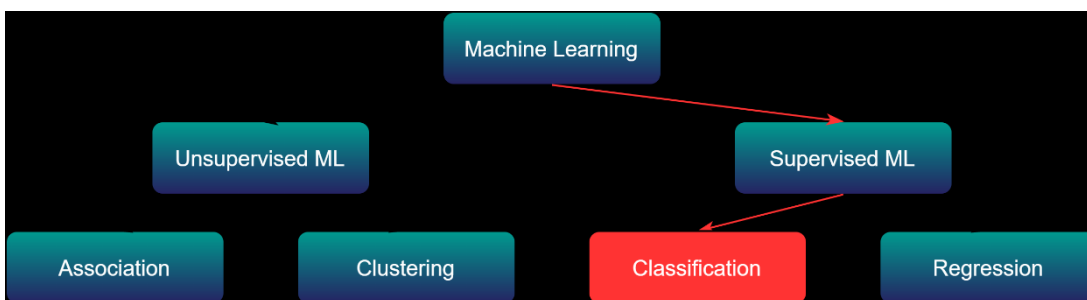 Machine Learning
Unsupervised ML
Supervised ML
Association
Clustering
Classification
Regression